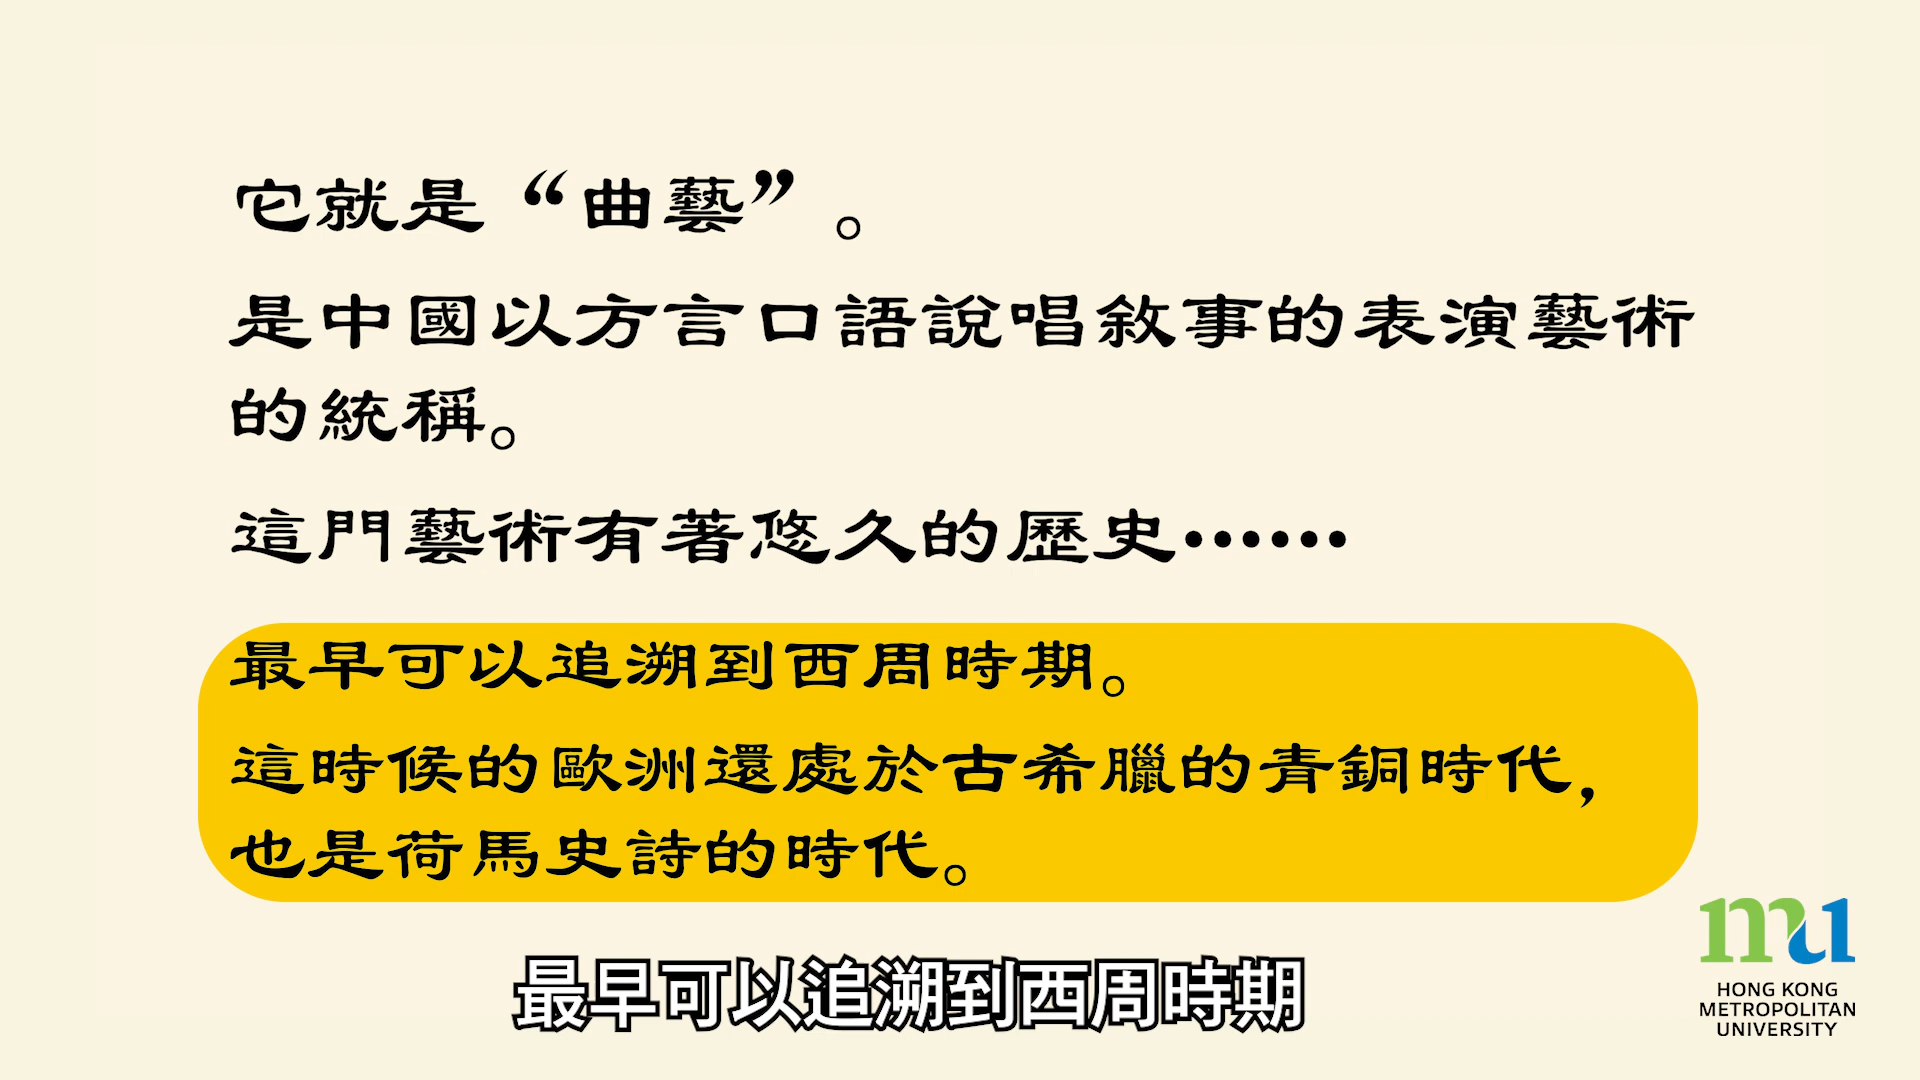 它就是“曲藝”。
是中國以方言口語說唱敘事的表演藝術
的統稱。
這門藝術有著悠久的歷史……
最早可以追溯到西周時期。
這時候的歐洲還處於古希臘的青銅時代，
也是荷馬史詩的時代。
最早可以追溯到西周時期
mu
HONG KONG
METROPOLITAN
UNIVERSITY